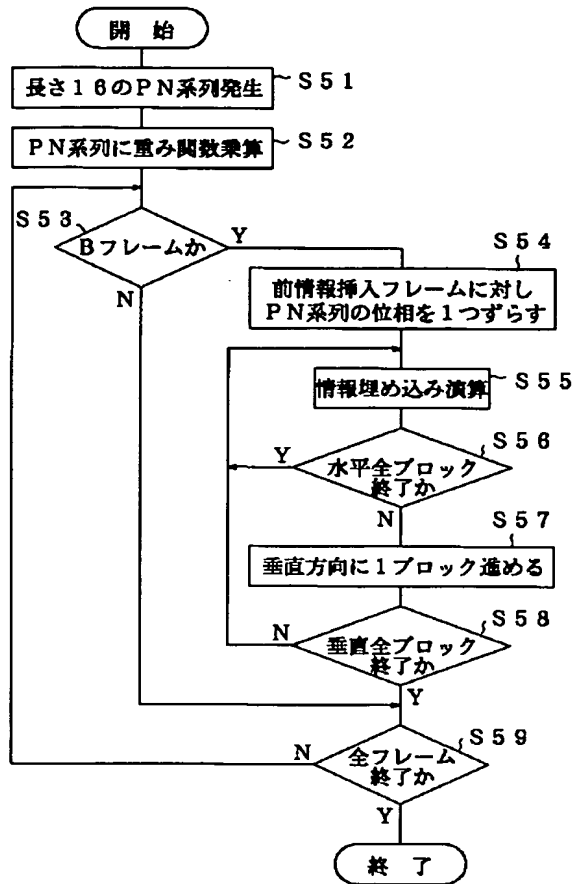 開 始
長さ16のPN系列発生
S51
PN系列に重み関数乗算
S52
S53
Bフレームか
Y
N
S54
前情報挿入フレームに対し
PN系列の位相を1つずらす
情報埋め込み演算
S55
S56
Y
水平全ブロック
終了か
N
S57
垂直方向に1ブロック進める
S58
N
垂直全ブロック
終了か
Y
S59
N
全フレーム
終了か
Y
終 了